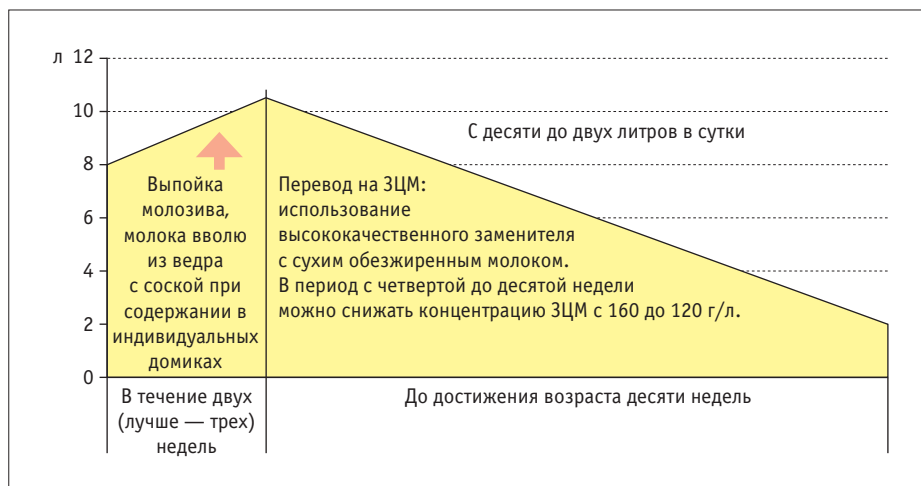 л 12
10
8
6
4
2
0
С десяти до двух литров в сутки
Выпойка
молозива,
молока вволю
из ведра
с соской при
содержании в
индивидуальных
домиках
Перевод на ЗЦМ:
использование
высококачественного заменителя
с сухим обезжиренным молоком.
В период с четвертой до десятой недели
можно снижать концентрацию ЗЦМ с 160 до 120 г/л.
В течение двух
(лучше — трех)
недель
До достижения возраста десяти недель